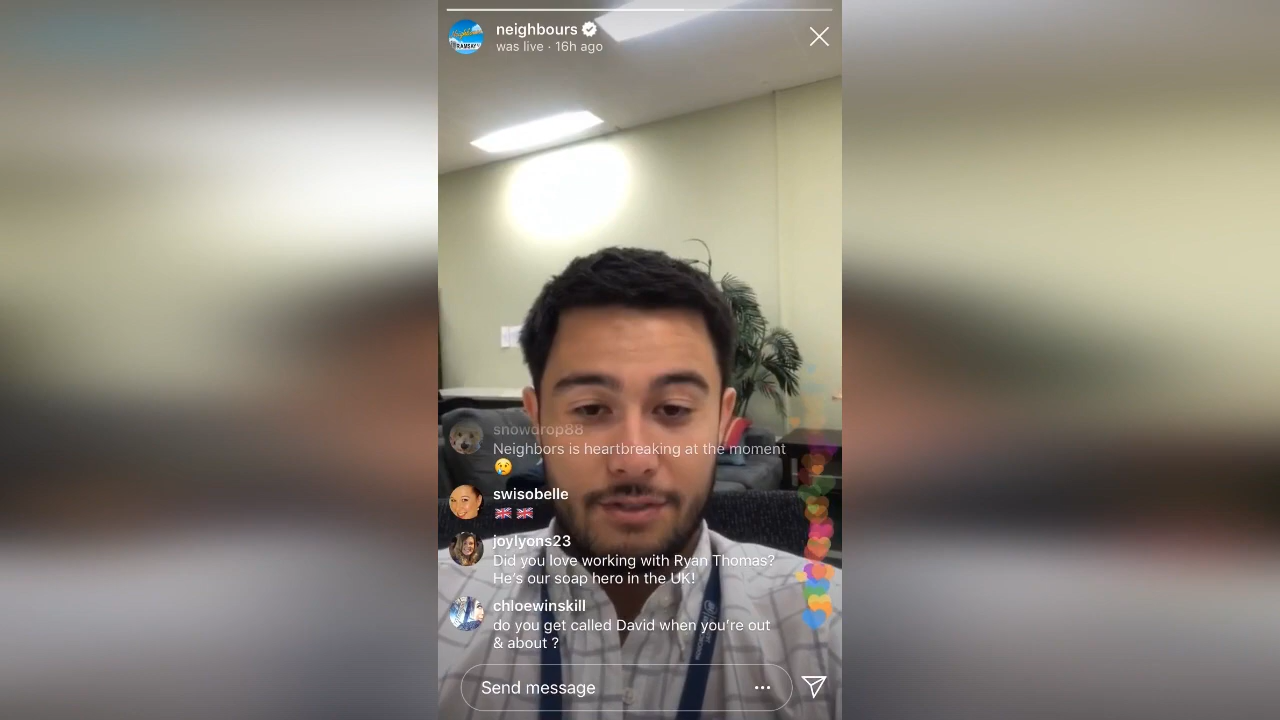 neighbours
was live · 16h ago
RAMSAY
snowdrop88
Neighbors is heartbreaking at the moment
😢
swisobelle
🇬🇧 🇬🇧
joylyons23
Did you love working with Ryan Thomas?
He's our soap hero in the UK!
chloewinskill
do you get called David when you're out
& about ?
Send message